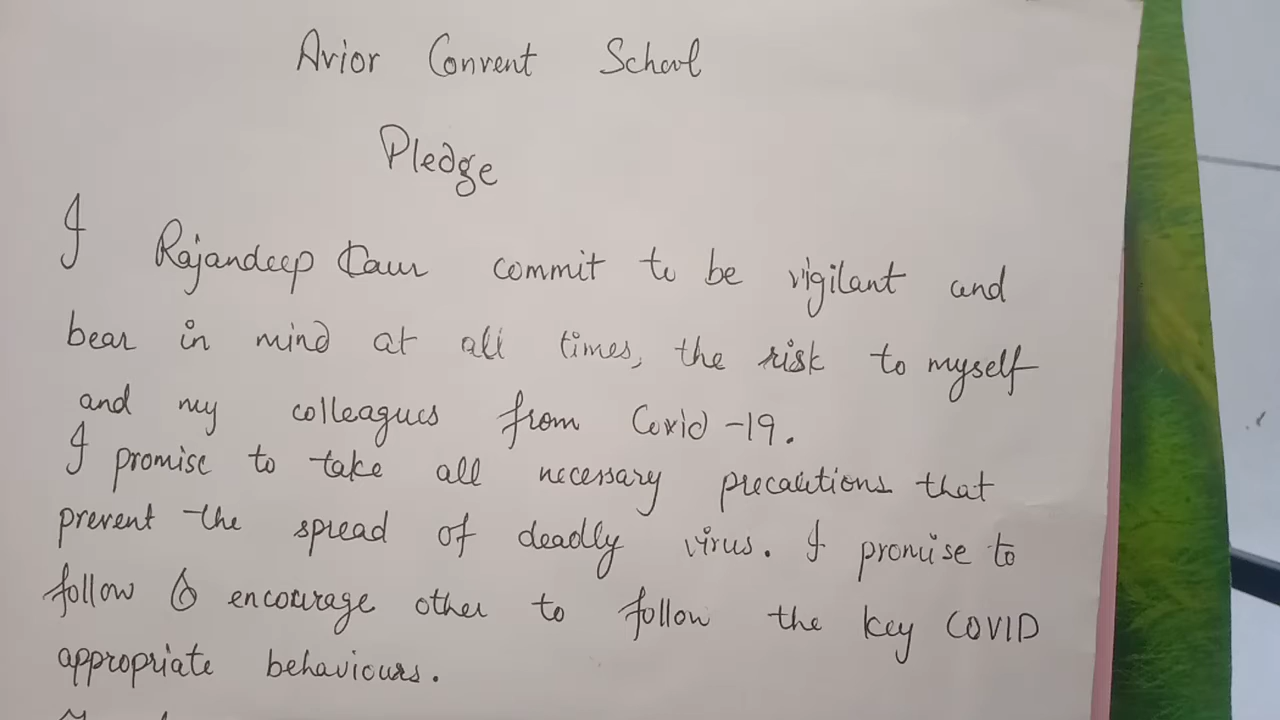 Avior Convent School
Pledge
I Rajandeep Kaur commit to be vigilant and
bear in mind at all times, the risk to myself
and my colleagues from Covid -19.
I promise to take all necessary precautions that
prevent the spread of deadly virus. I promise to
follow & encourage other to follow the key COVID
appropriate behaviours.